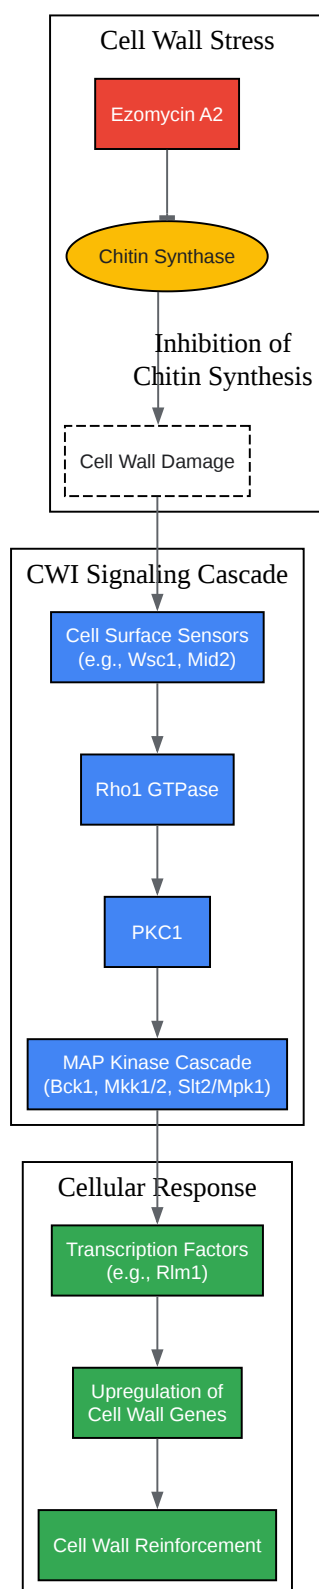 Cell Wall Stress
Ezomycin A2
Chitin Synthase
Inhibition of
Chitin Synthesis
Cell Wall Damage
CWI Signaling Cascade
Cell Surface Sensors
(e.g., Wsc1, Mid2)
Rho1 GTPase
PKC1
MAP Kinase Cascade
(Bck1, Mkk1/2, Slt2/Mpk1)
Cellular Response
Transcription Factors
(e.g., Rlm1)
Upregulation of
Cell Wall Genes
Cell Wall Reinforcement